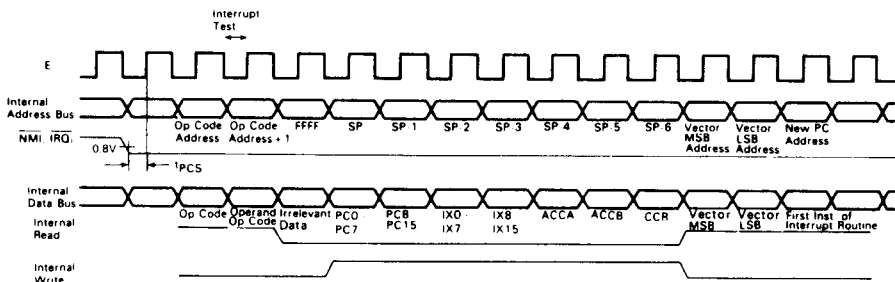 Interrupt
Test
E
Internal
Address Bus
Op Code
Address
Op Code
Address + 1
FFFF
SP
SP-1
SP-2
SP-3
SP-4
SP-5
SP-6
Vector
MSB
Address
Vector
LSB
Address
New PC
Address
NMI, IRQ₁
0.8V
tPCS
Internal
Data Bus
Op Code
Operand
Op Code
Irrelevant
Data
PC0-
PC7
PC8-
PC15
IX0-
IX7
IX8-
IX15
ACCA
ACCB
CCR
Vector
MSB
Vector
LSB
First Inst of
Interrupt Routine
Internal
Read
Internal
Write